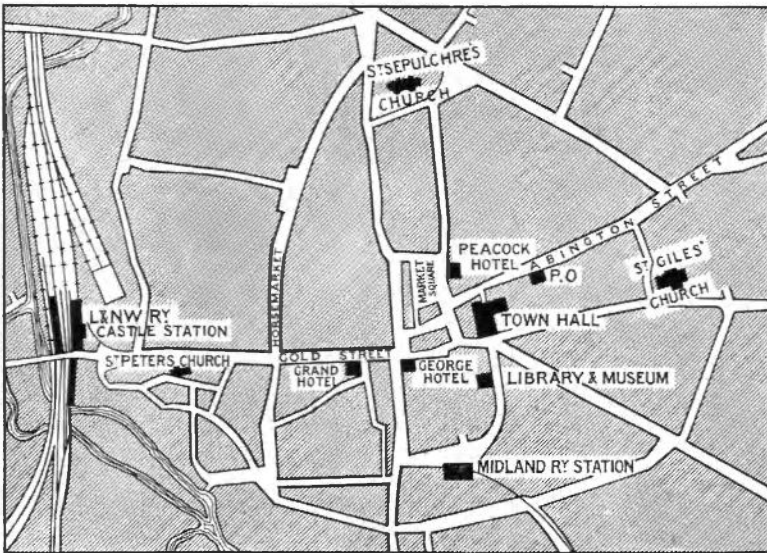 ST SEPULCHRE'S
CHURCH
ABINGTON STREET
PEACOCK
HOTEL
P.O
ST GILES'
CHURCH
MARKET
SQUARE
HORSEMARKET
L&NW RY
CASTLE STATION
TOWN HALL
ST PETERS CHURCH
GOLD STREET
GRAND
HOTEL
GEORGE
HOTEL
LIBRARY & MUSEUM
MIDLAND RY STATION